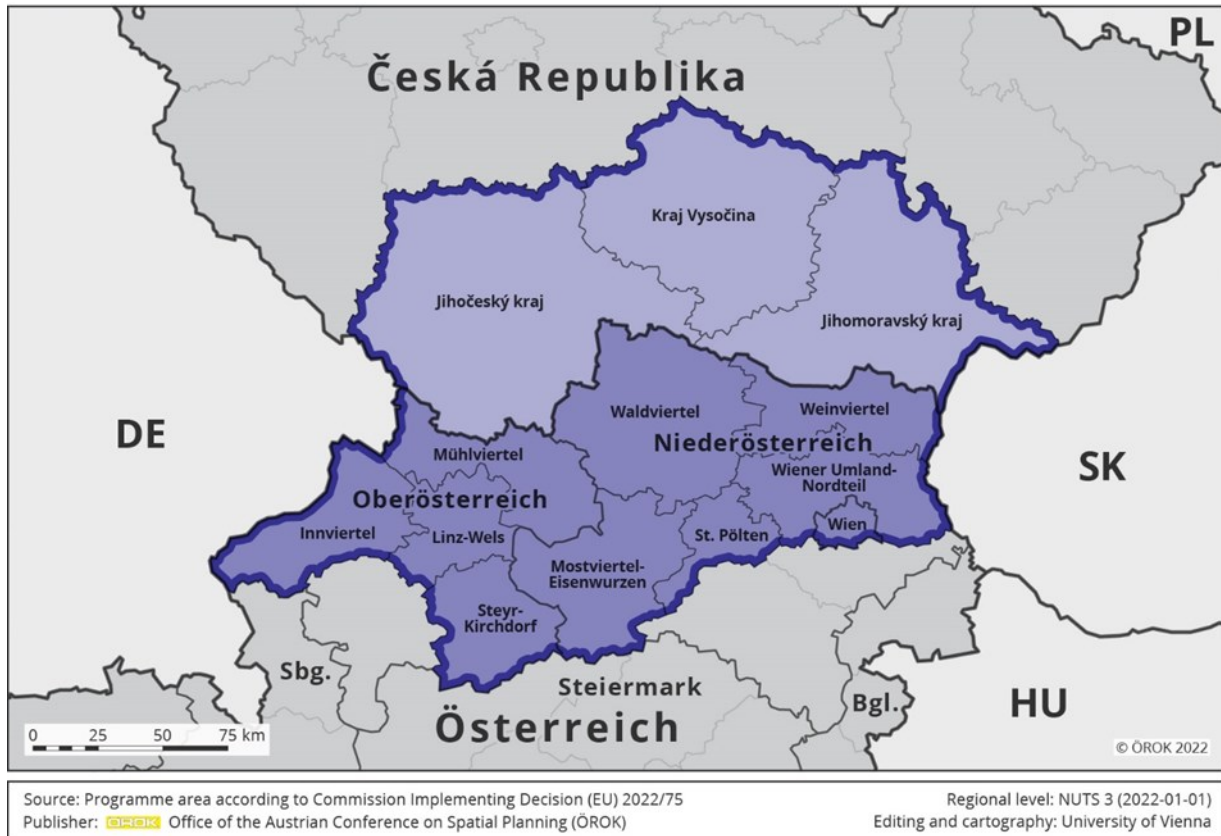 PL
Česká Republika
Kraj Vysočina
Jihočeský kraj
Jihomoravský kraj
DE
Waldviertel
Weinviertel
Niederösterreich
Mühlviertel
Wiener Umland-
Nordteil
SK
Oberösterreich
Innviertel
Linz-Wels
St. Pölten
Wien
Mostviertel-
Eisenwurzen
Steyr-
Kirchdorf
Sbg.
Steiermark
Bgl.
HU
Österreich
0 25 50 75 km
© ÖROK 2022
Source: Programme area according to Commission Implementing Decision (EU) 2022/75
Regional level: NUTS 3 (2022-01-01)
Publisher: ÖROK Office of the Austrian Conference on Spatial Planning (ÖROK)
Editing and cartography: University of Vienna